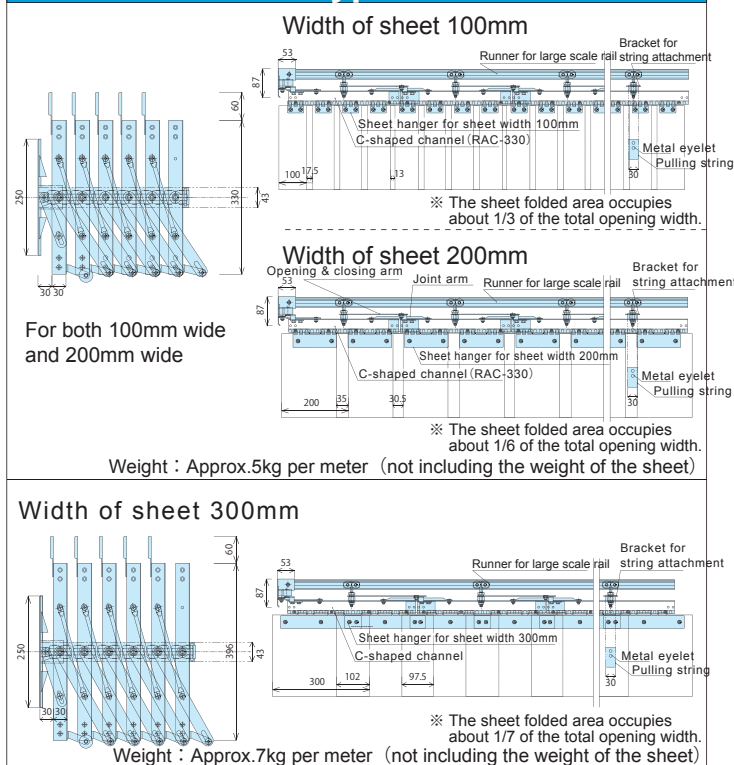 Width of sheet 100mm
Bracket for
string attachment
Runner for large scale rail
53
87
60
250
330
43
30 30
Sheet hanger for sheet width 100mm
C-shaped channel（RAC-330）
Metal eyelet
Pulling string
100
17.5
13
30
※ The sheet folded area occupies
about 1/3 of the total opening width.
Width of sheet 200mm
Opening & closing arm
Joint arm
Runner for large scale rail
Bracket for
string attachment
53
87
For both 100mm wide
and 200mm wide
Sheet hanger for sheet width 200mm
C-shaped channel（RAC-330）
Metal eyelet
Pulling string
200
35
30.5
30
※ The sheet folded area occupies
about 1/6 of the total opening width.
Weight：Approx.5kg per meter（not including the weight of the sheet）
Width of sheet 300mm
Bracket for
string attachment
Runner for large scale rail
53
87
60
250
396
43
30 30
Sheet hanger for sheet width 300mm
C-shaped channel
Metal eyelet
Pulling string
300
102
97.5
30
※ The sheet folded area occupies
about 1/7 of the total opening width.
Weight：Approx.7kg per meter（not including the weight of the sheet）